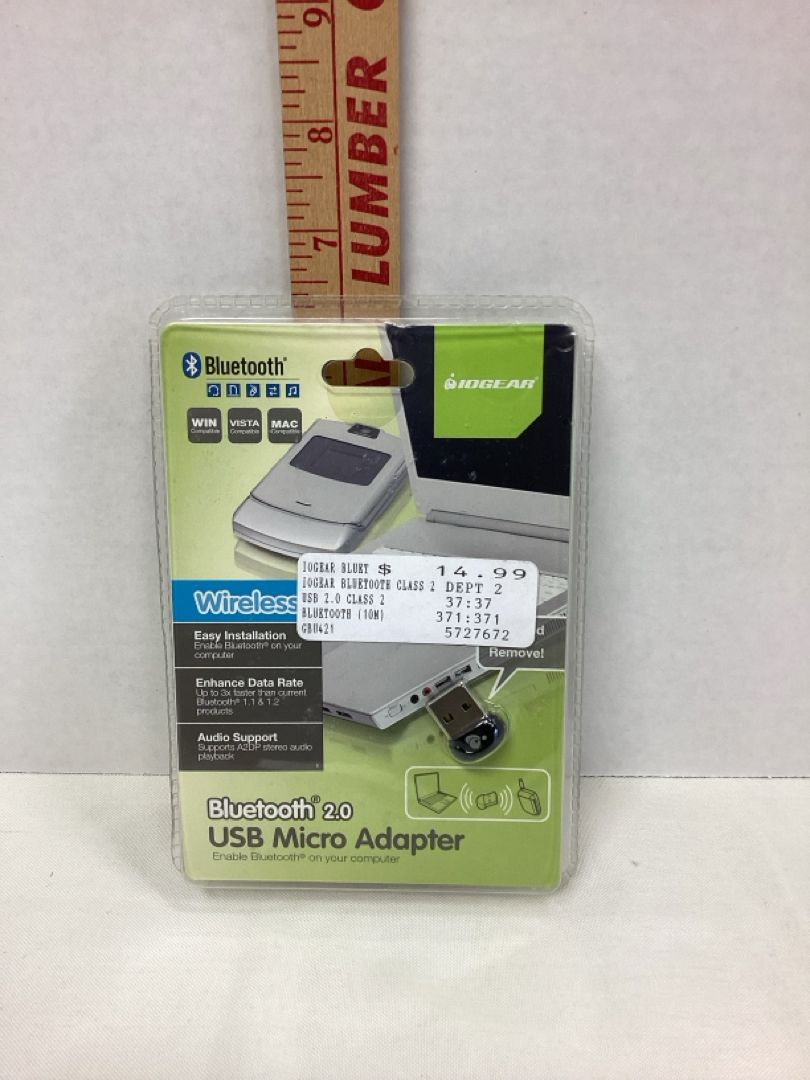 9
8
7
LUMBER
Bluetooth®
IOGEAR®
WIN
Compatible
VISTA
Compatible
MAC
Compatible
IOGEAR BLUET $ 14.99
IOGEAR BLUETOOTH CLASS 2 DEPT 2
USB 2.0 CLASS 2 37:37
BLUETOOTH (10M) 371:371
GBU421 5727672
Wireless
Remove!
Easy Installation
Enable Bluetooth® on your
computer
Enhance Data Rate
Up to 3x faster than current
Bluetooth® 1.1 & 1.2
products
Audio Support
Supports A2DP stereo audio
playback
Bluetooth® 2.0
USB Micro Adapter
Enable Bluetooth® on your computer